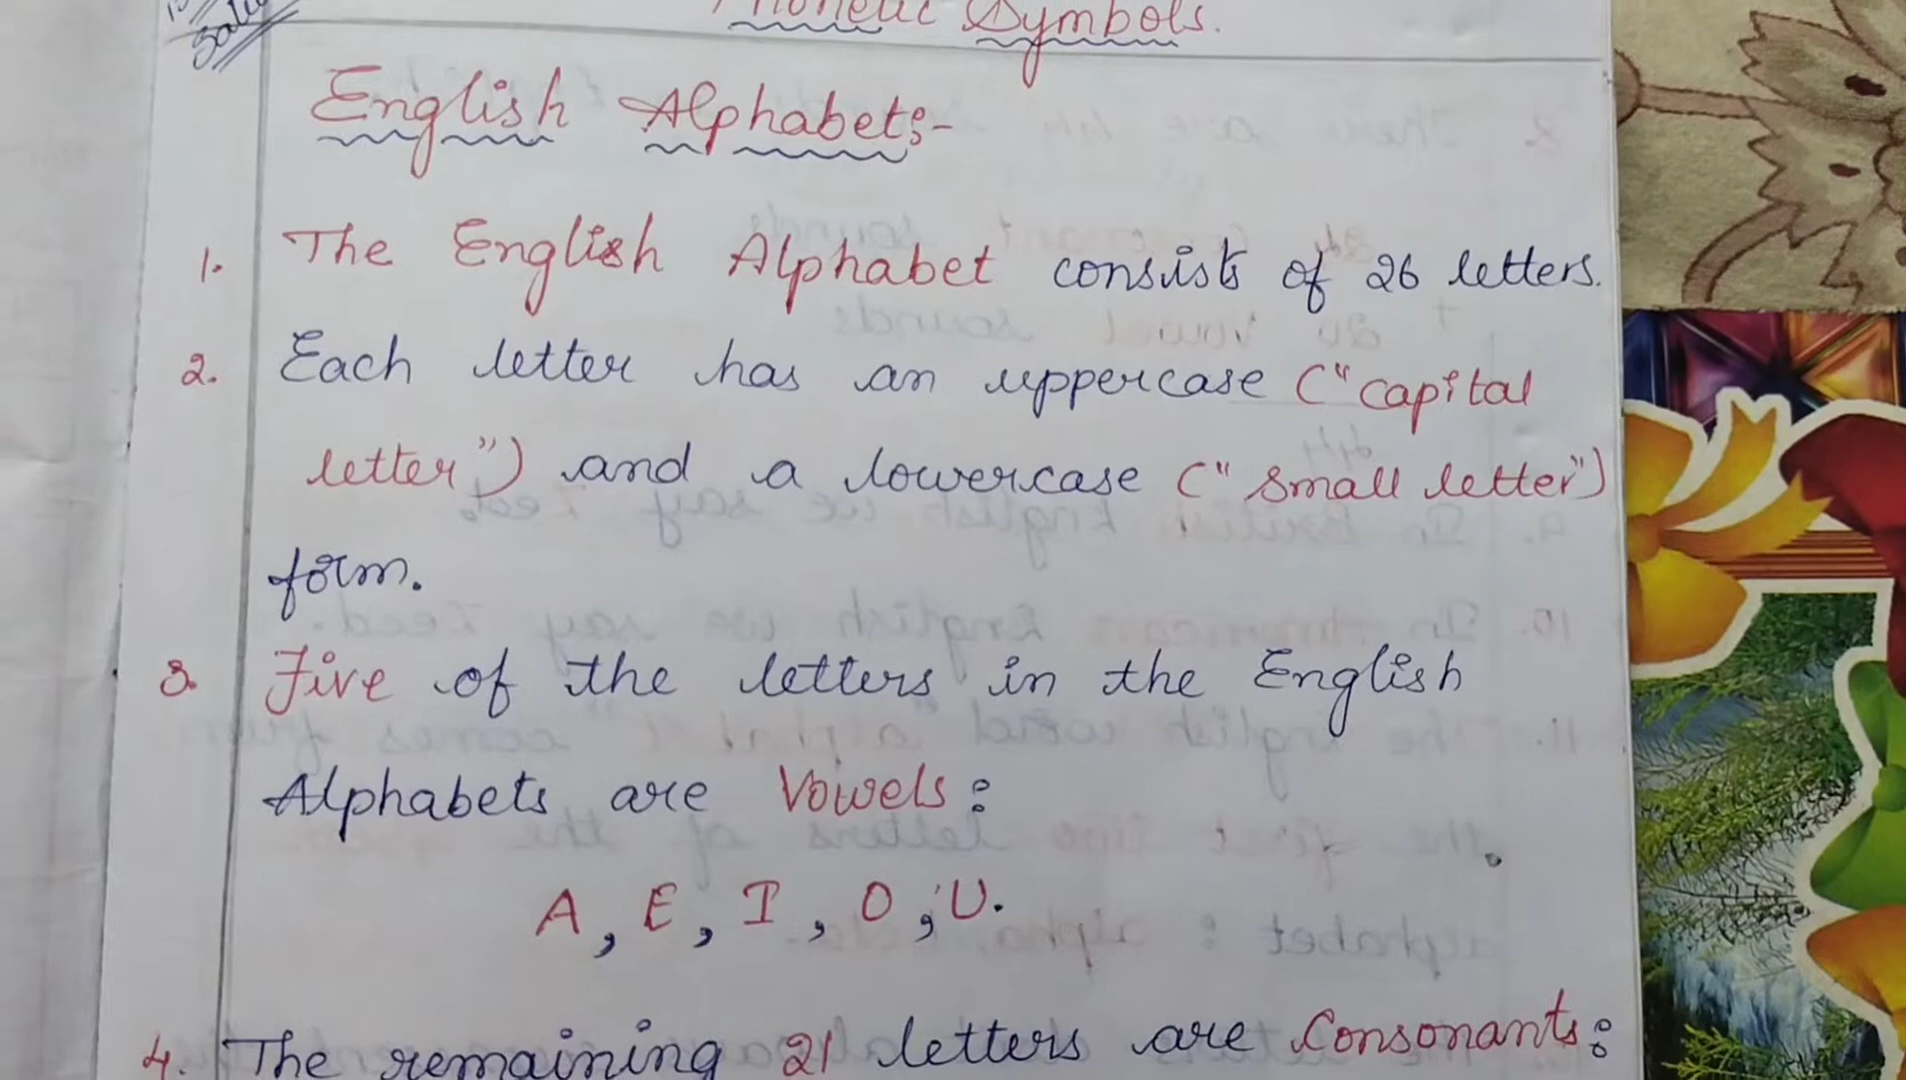 Phonetic Symbols.
English Alphabet:-
1. The English Alphabet consists of 26 letters.
2. Each letter has an uppercase ("capital
letter") and a lowercase ("small letter")
form.
3. Five of the letters in the English
Alphabets are Vowels:
A, E, I, O, U.
4. The remaining 21 letters are Consonants: